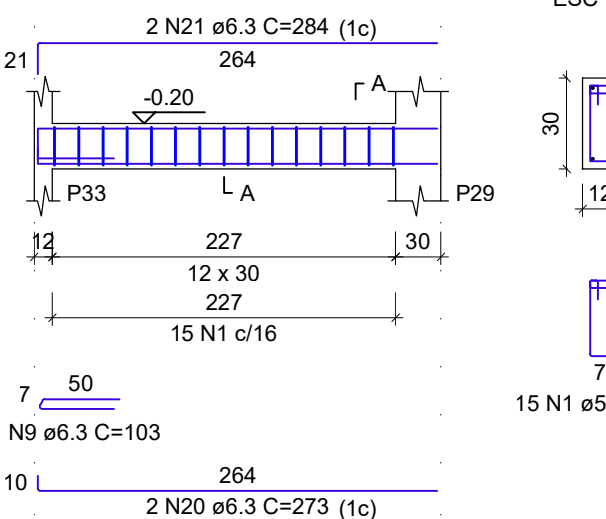 2 N21 ø6.3 C=284 (1c)
21
264
A
-0.20
30
A
P33
P29
12
227
30
12
12 x 30
227
15 N1 c/16
7
50
7
15 N1 ø5
N9 ø6.3 C=103
10
264
2 N20 ø6.3 C=273 (1c)